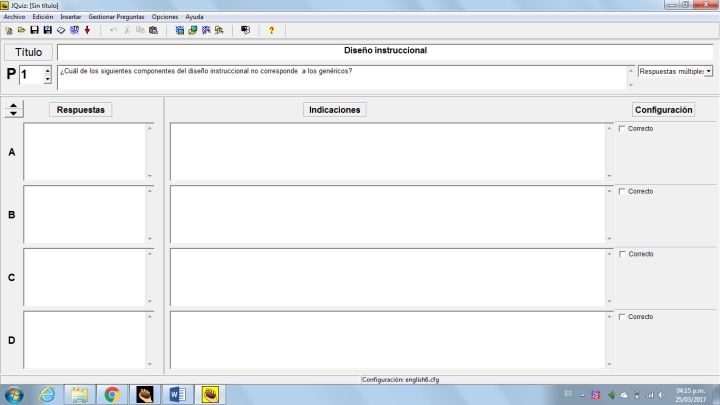 JQuiz: [Sin título]
Archivo Edición Insertar Gestionar Preguntas Opciones Ayuda
Título
Diseño instruccional
P 1
¿Cuál de los siguientes componentes del diseño instruccional no corresponde a los genéricos?
Respuestas múltiples
Respuestas
Indicaciones
Configuración
A
Correcto
B
Correcto
C
Correcto
D
Correcto
Configuración: english6.cfg
ES
04:15 p.m.
25/03/2017